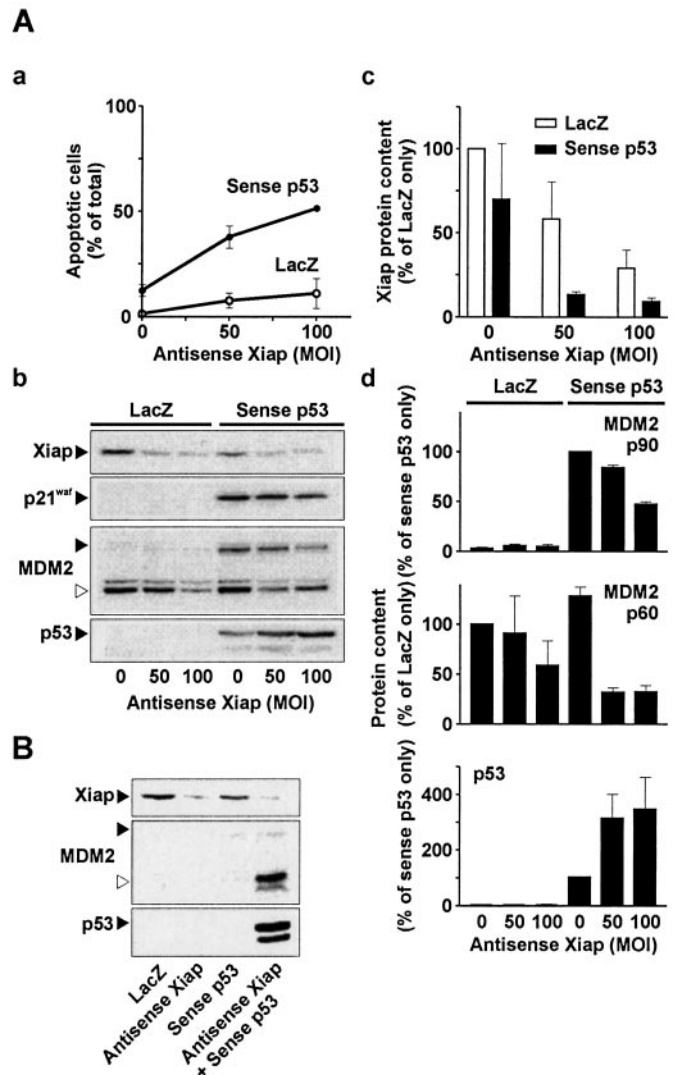 A
a
100
50
0
Apoptotic cells
(% of total)
Sense p53
LacZ
0 50 100
Antisense Xiap (MOI)
c
LacZ
Sense p53
100
50
0
Xiap protein content
(% of LacZ only)
0 50 100
Antisense Xiap (MOI)
b
LacZ Sense p53
Xiap
p21waf
MDM2
p53
0 50 100 0 50 100
Antisense Xiap (MOI)
d
LacZ Sense p53
MDM2
p90
100
50
0
(% of sense p53 only)
MDM2
p60
100
50
0
Protein content
(% of LacZ only)
p53
400
200
0
(% of sense p53 only)
0 50 100 0 50 100
Antisense Xiap (MOI)
B
Xiap
MDM2
p53
LacZ
Antisense Xiap
Sense p53
Antisense Xiap
+ Sense p53